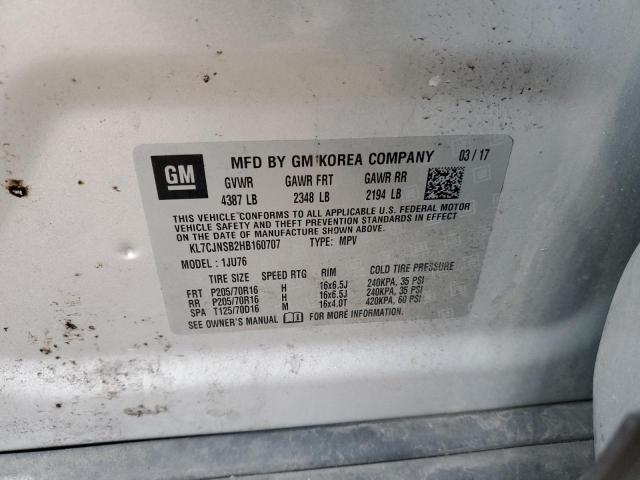 GM
MFD BY GM KOREA COMPANY 03/17
GVWR GAWR FRT GAWR RR
4387 LB 2348 LB 2194 LB
THIS VEHICLE CONFORMS TO ALL APPLICABLE U.S. FEDERAL MOTOR
VEHICLE SAFETY AND THEFT PREVENTION STANDARDS IN EFFECT ON
THE DATE OF MANUFACTURE SHOWN ABOVE.
KL7CJNSB2HB160707 TYPE: MPV
MODEL: 1JU76
TIRE SIZE SPEED RTG RIM COLD TIRE PRESSURE
FRT P205/70R16 H 16x6.5J 240KPA, 35 PSI
RR P205/70R16 H 16x6.5J 240KPA, 35 PSI
SPA T125/70D16 M 16x4.0T 420KPA, 60 PSI
SEE OWNER'S MANUAL FOR MORE INFORMATION.